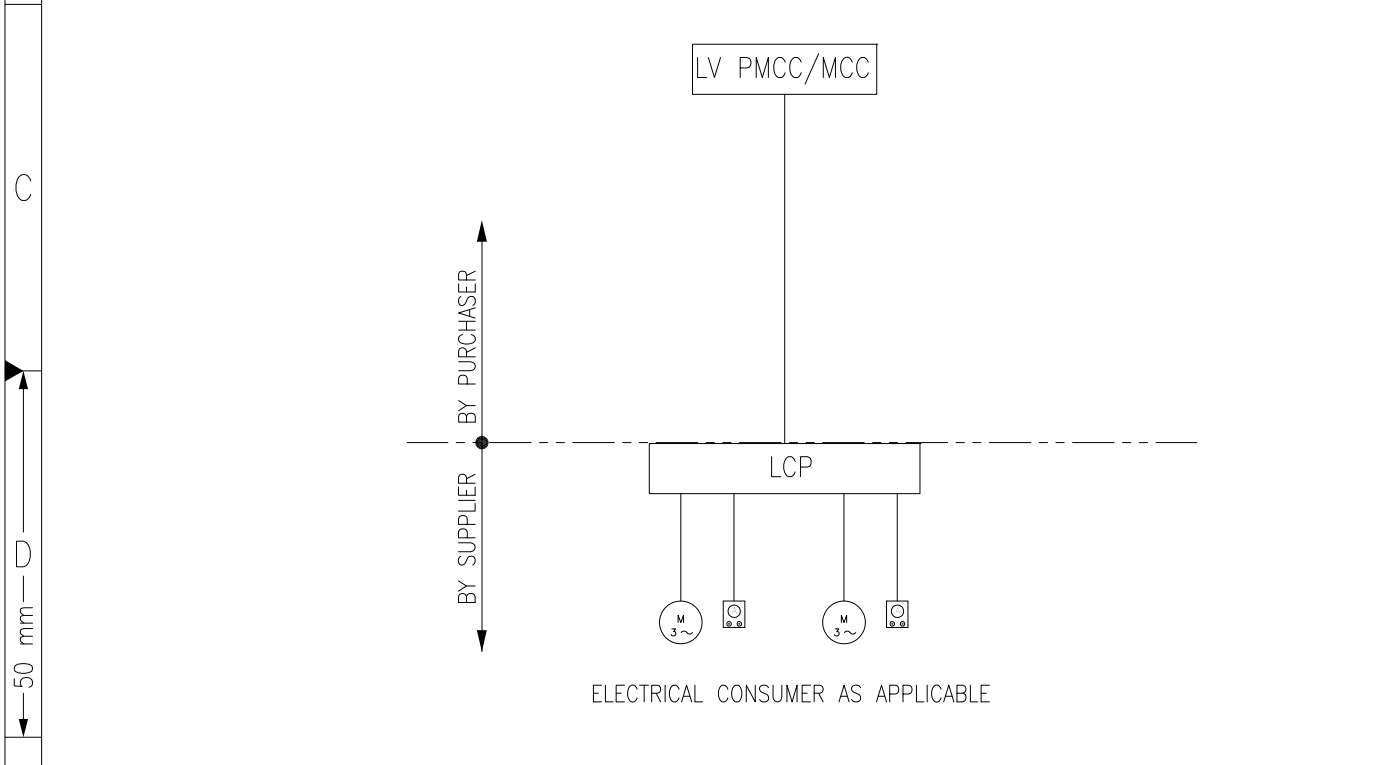 LV PMCC/MCC
C
BY PURCHASER
LCP
BY SUPPLIER
D
50 mm
M
3~
A
M
3~
A
ELECTRICAL CONSUMER AS APPLICABLE